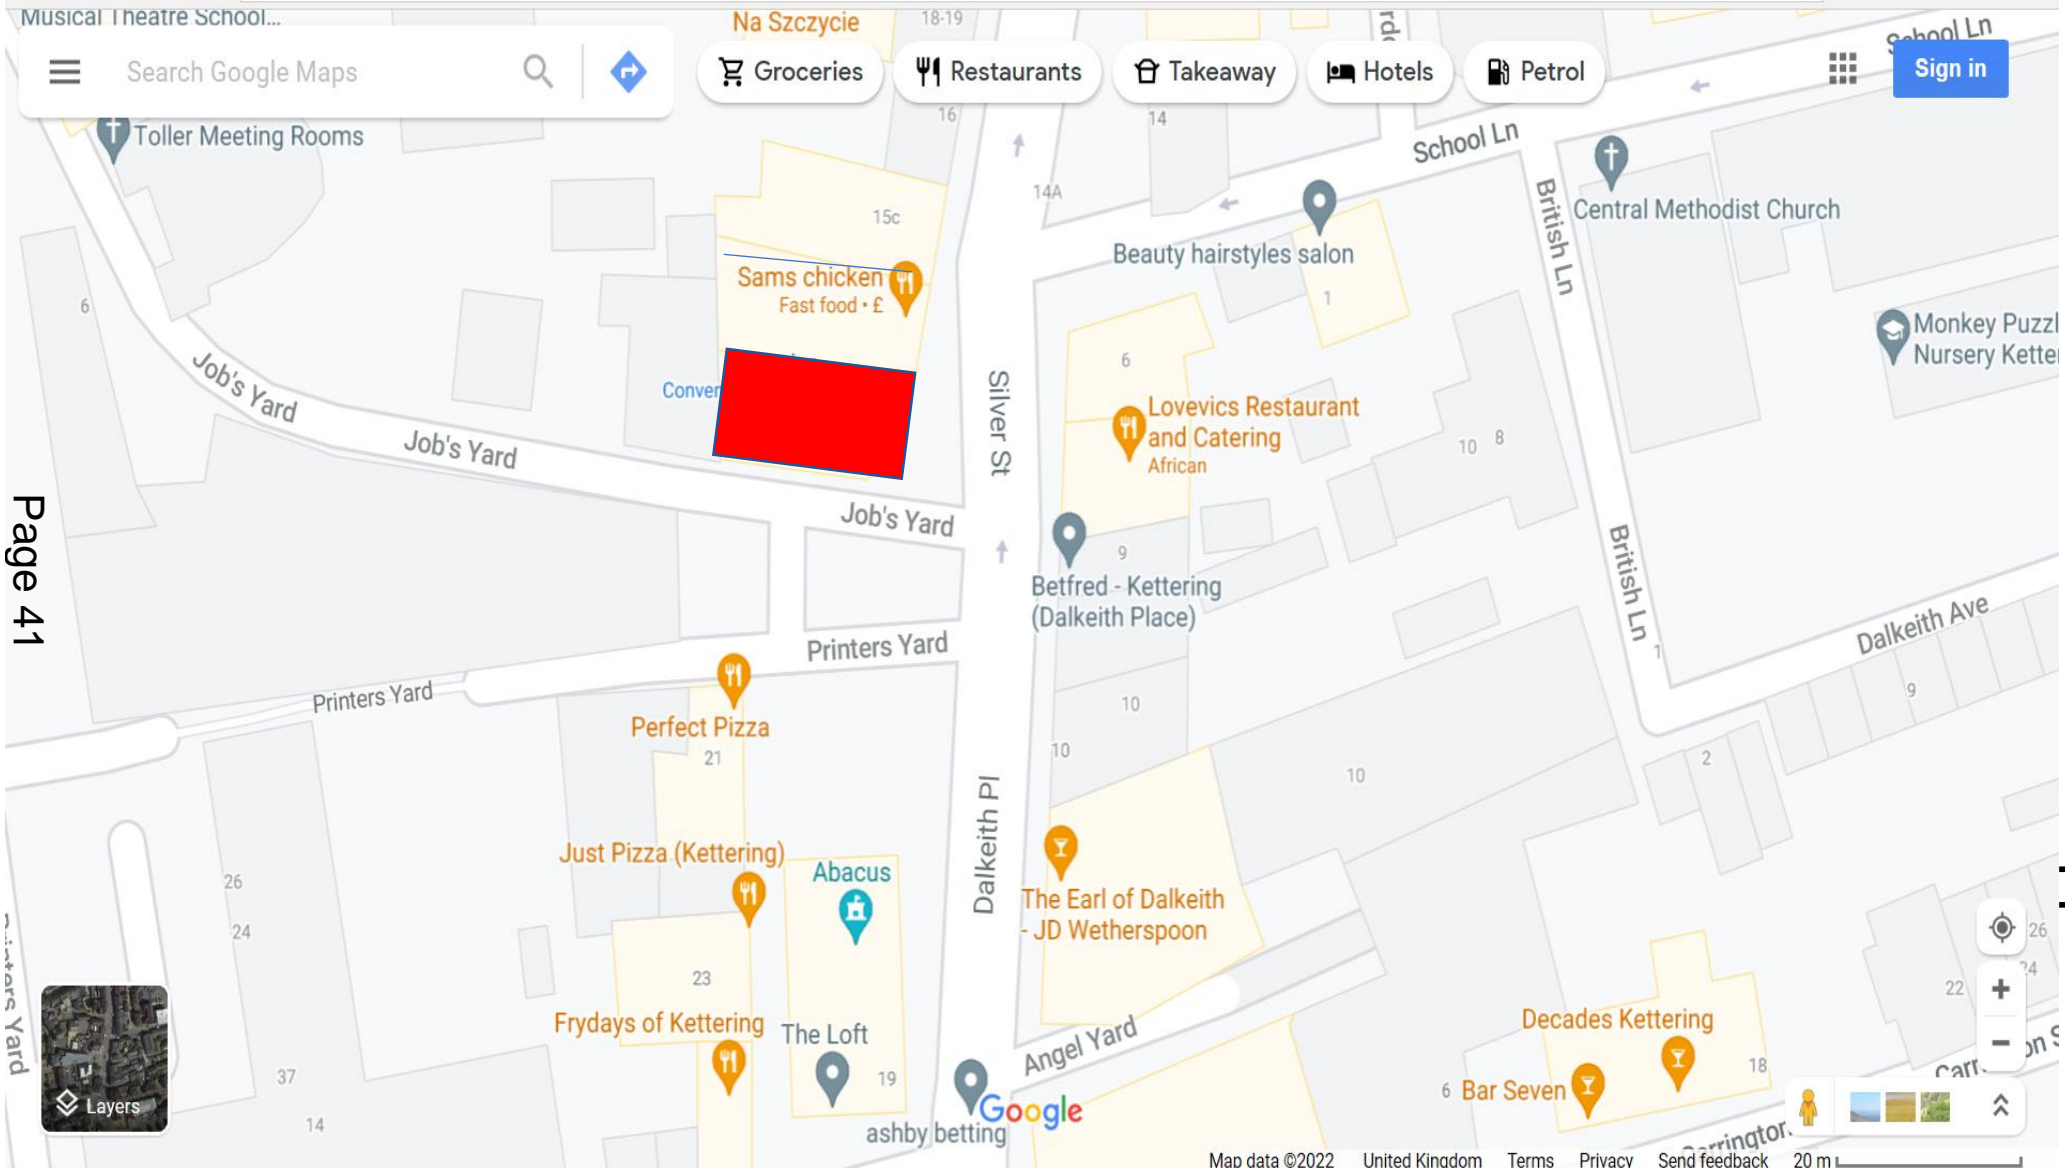 Musical Theatre School...
Na Szczycie
18-19
School Ln
Search Google Maps
Groceries
Restaurants
Takeaway
Hotels
Petrol
Sign in
16
14
School Ln
Toller Meeting Rooms
14A
15c
British Ln
Central Methodist Church
Beauty hairstyles salon
Sams chicken
Fast food • £
1
6
Monkey Puzzl
Nursery Ketter
6
Job's Yard
Conver
Silver St
Lovevics Restaurant
and Catering
African
10
8
Job's Yard
Job's Yard
Page 41
9
Betfred - Kettering
(Dalkeith Place)
British Ln
1
Dalkeith Ave
Printers Yard
Printers Yard
10
9
Perfect Pizza
21
10
10
2
Dalkeith Pl
Just Pizza (Kettering)
Abacus
26
24
The Earl of Dalkeith
- JD Wetherspoon
26
24
22
23
Printers Yard
Frydays of Kettering
The Loft
19
Angel Yard
Decades Kettering
18
6
Bar Seven
37
14
Layers
Google
ashby betting
Map data ©2022
United Kingdom
Terms
Privacy
Send feedback
20 m